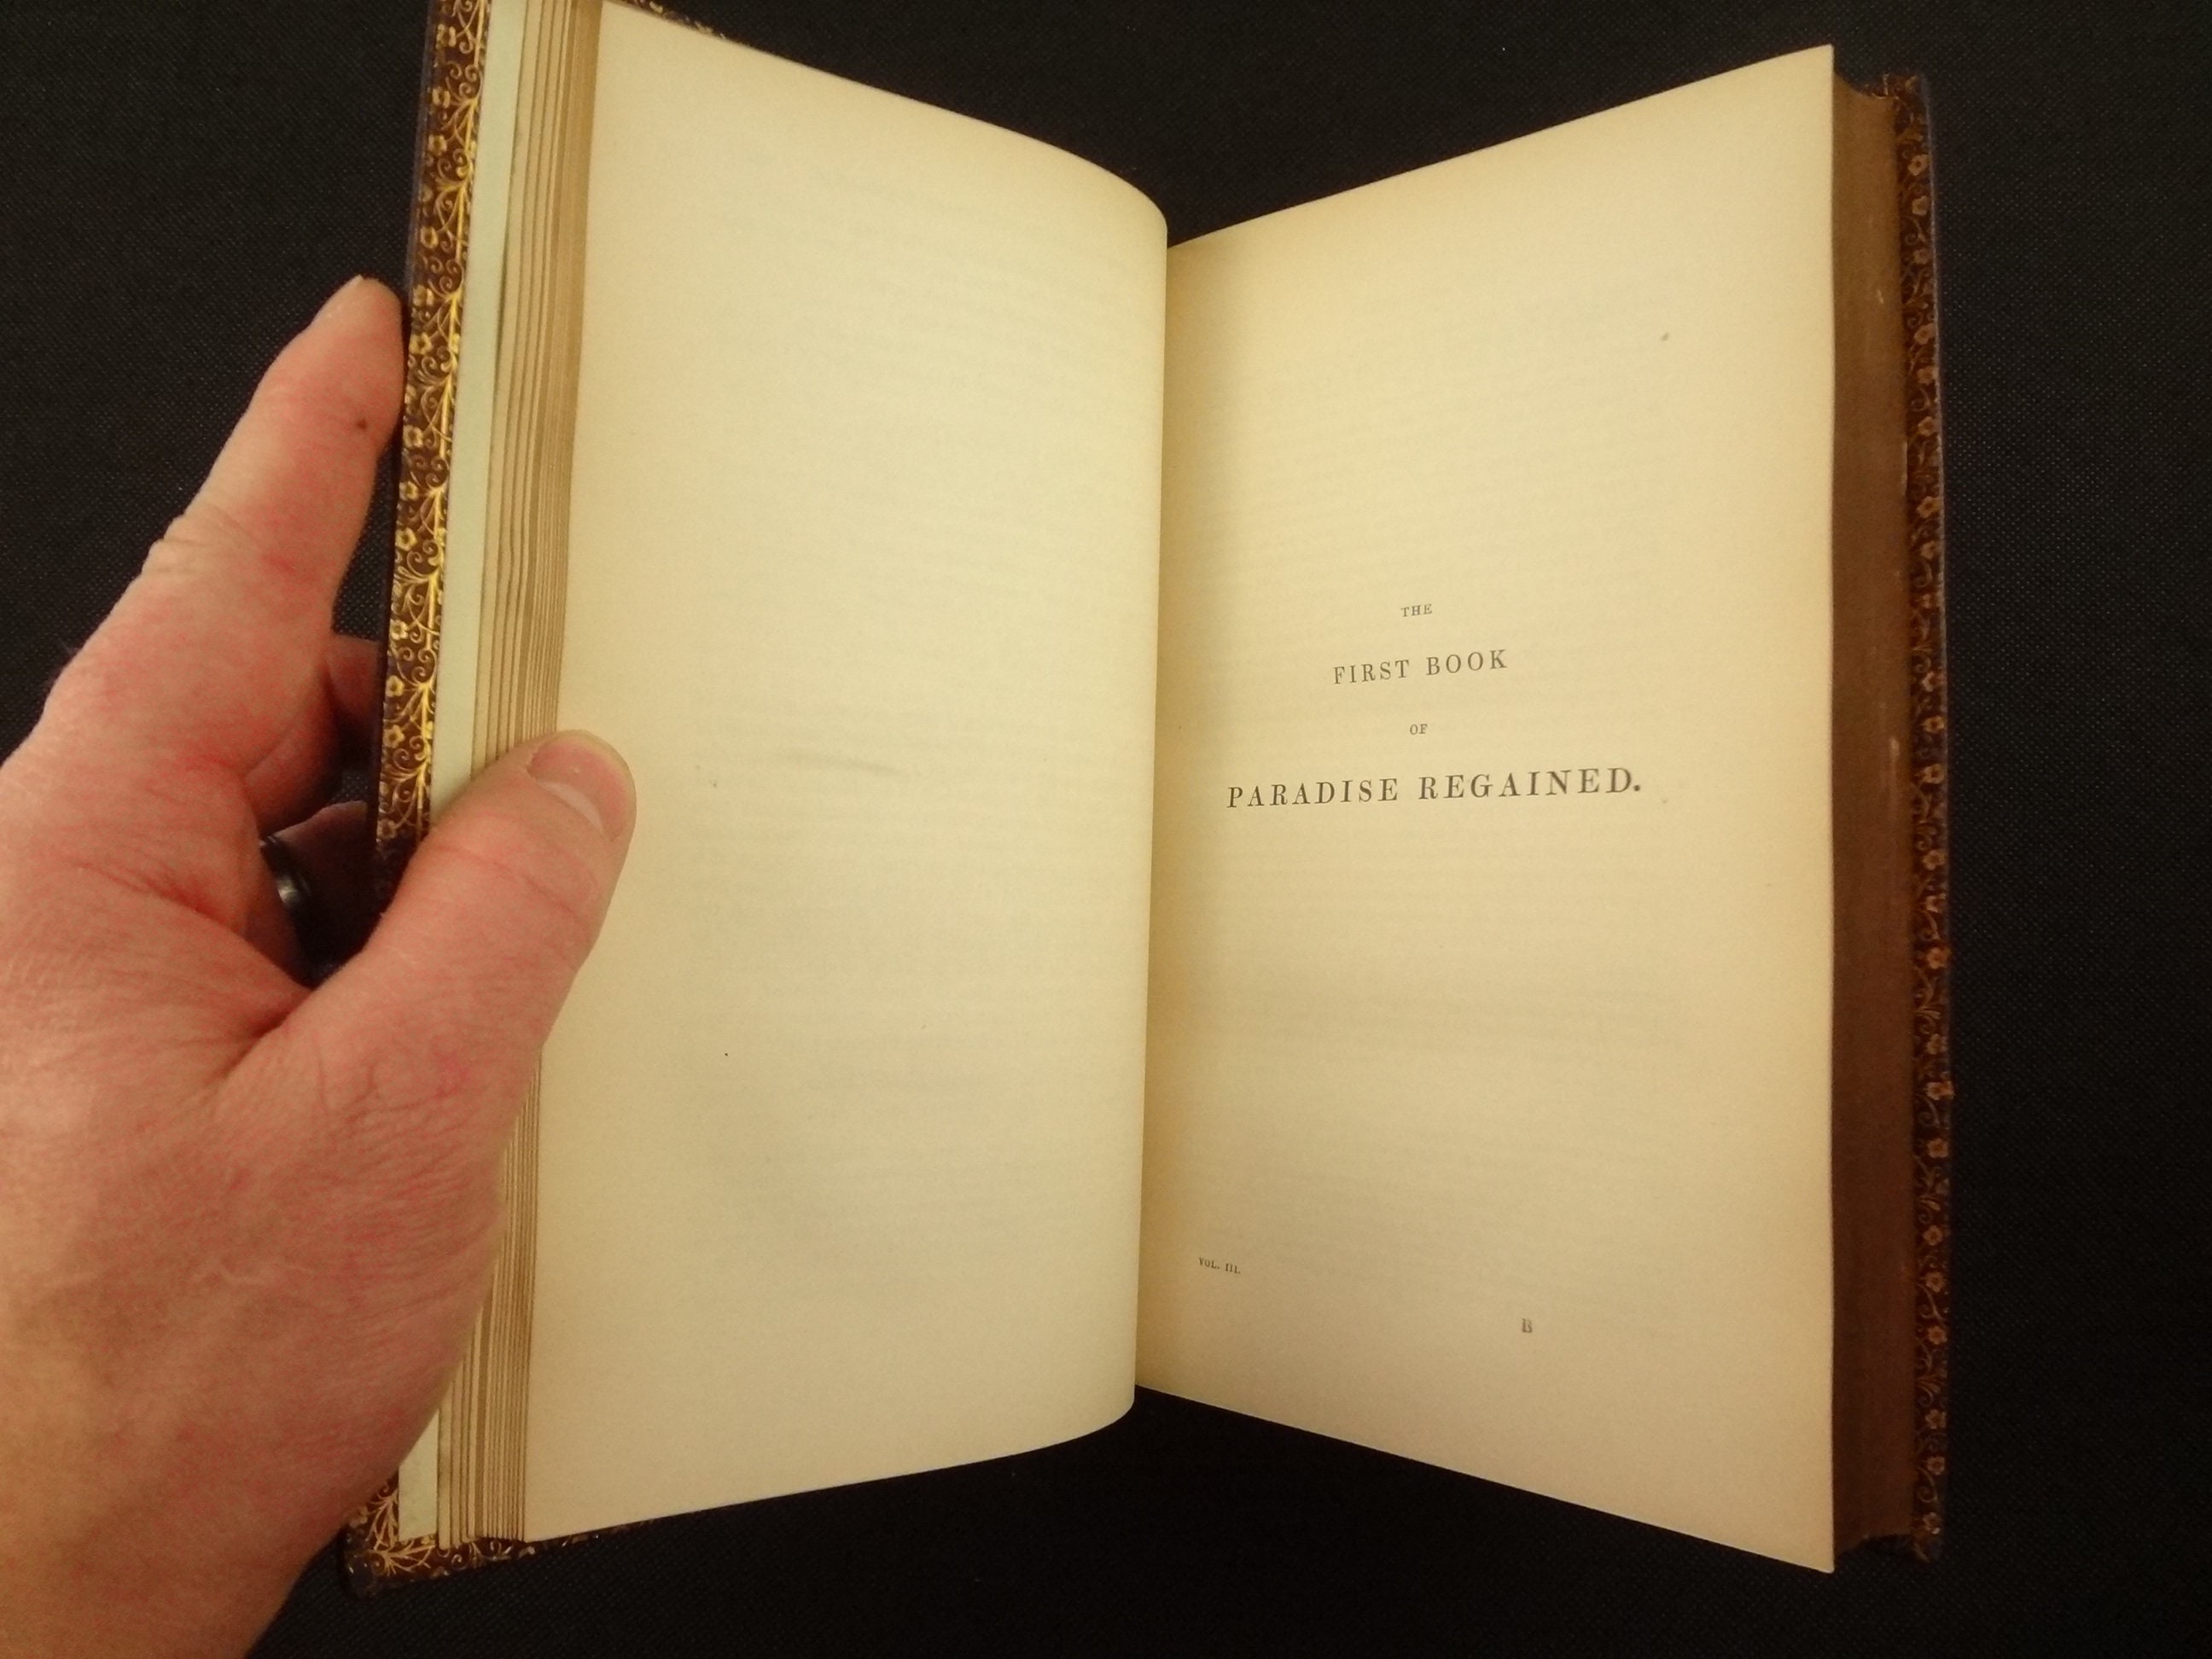 THE
FIRST BOOK
OF
PARADISE REGAINED.
VOL. III.
B